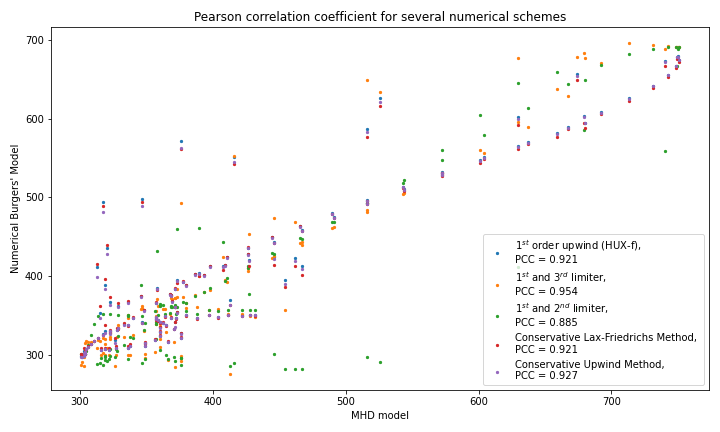 Pearson correlation coefficient for several numerical schemes
700
600
500
400
300
Numerical Burgers' Model
300 400 500 600 700
MHD model
1st order upwind (HUX-f),
PCC = 0.921
1st and 3rd limiter,
PCC = 0.954
1st and 2nd limiter,
PCC = 0.885
Conservative Lax-Friedrichs Method,
PCC = 0.921
Conservative Upwind Method,
PCC = 0.927